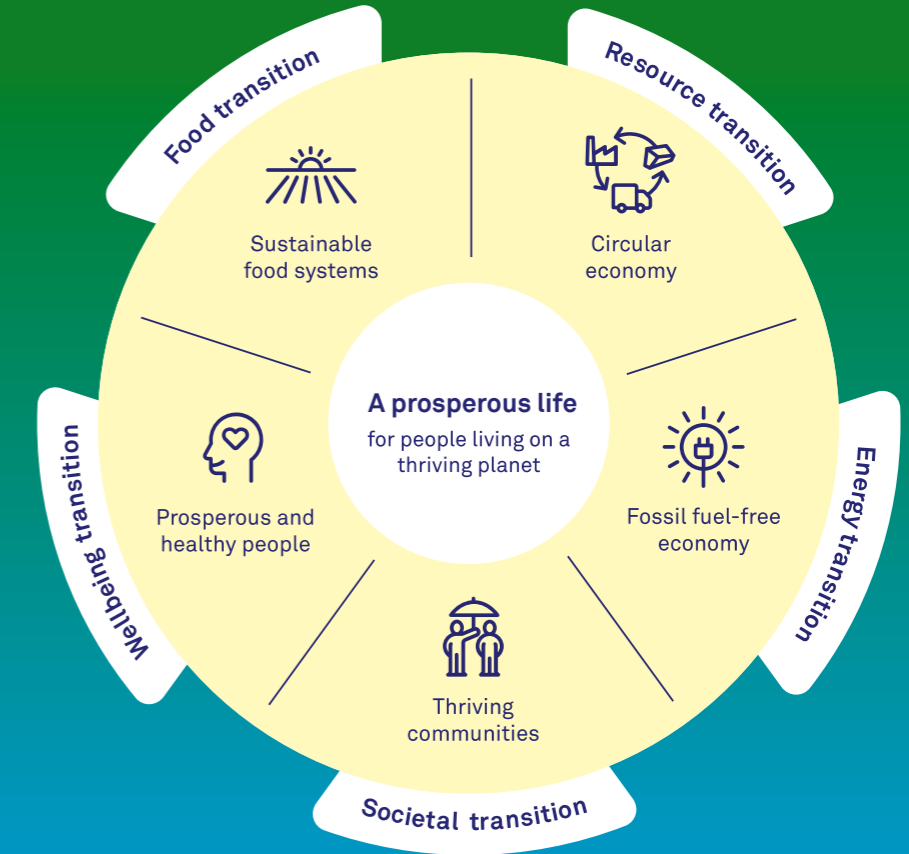 Food transition
Resource transition
Sustainable
food systems
Circular
economy
A prosperous life
for people living on a
thriving planet
Prosperous and
healthy people
Fossil fuel-free
economy
Wellbeing transition
Energy transition
Thriving
communities
Societal transition